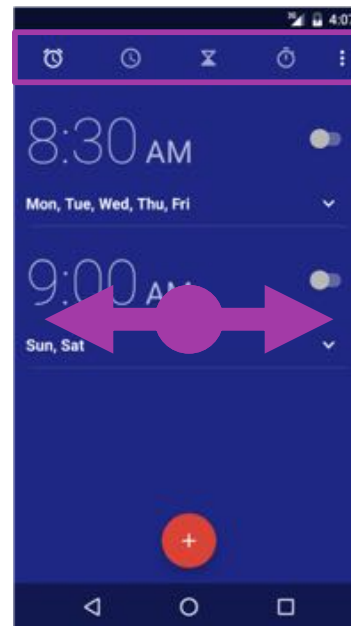 4:07
8:30 AM
Mon, Tue, Wed, Thu, Fri
9:00 AM
Sun, Sat